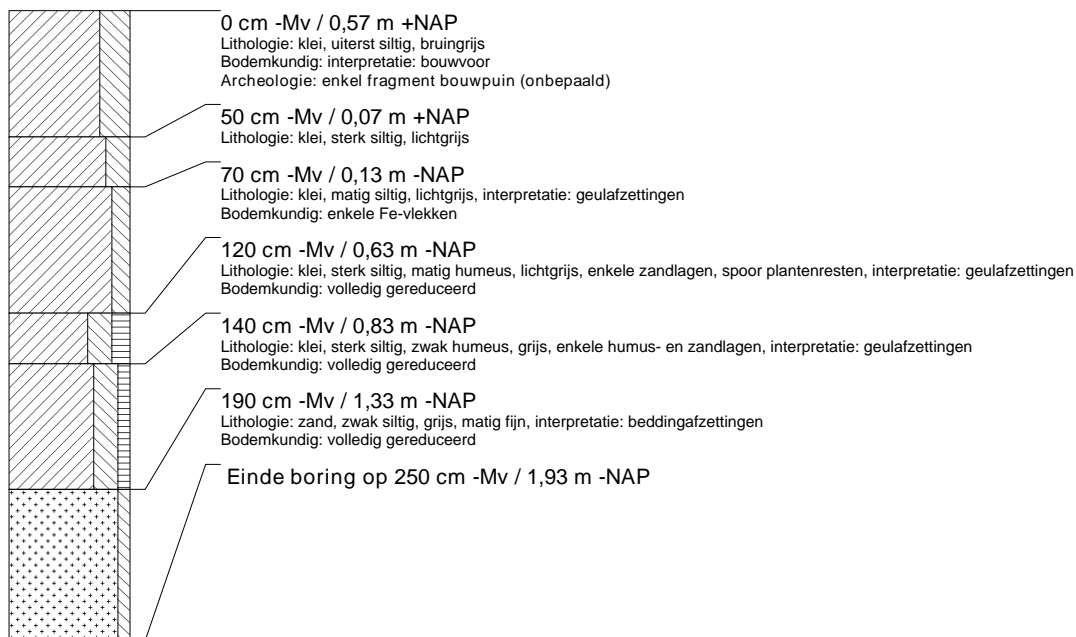 0 cm -Mv / 0,57 m +NAP
Lithologie: klei, uiterst siltig, bruingrijs
Bodemkundig: interpretatie: bouwvoor
Archeologie: enkel fragment bouwpuin (onbepaald)
50 cm -Mv / 0,07 m +NAP
Lithologie: klei, sterk siltig, lichtgrijs
70 cm -Mv / 0,13 m -NAP
Lithologie: klei, matig siltig, lichtgrijs, interpretatie: geulafzettingen
Bodemkundig: enkele Fe-vlekken
120 cm -Mv / 0,63 m -NAP
Lithologie: klei, sterk siltig, matig humeus, lichtgrijs, enkele zandlagen, spoor plantenresten, interpretatie: geulafzettingen
Bodemkundig: volledig gereduceerd
140 cm -Mv / 0,83 m -NAP
Lithologie: klei, sterk siltig, zwak humeus, grijs, enkele humus- en zandlagen, interpretatie: geulafzettingen
Bodemkundig: volledig gereduceerd
190 cm -Mv / 1,33 m -NAP
Lithologie: zand, zwak siltig, grijs, matig fijn, interpretatie: beddingafzettingen
Bodemkundig: volledig gereduceerd
Einde boring op 250 cm -Mv / 1,93 m -NAP